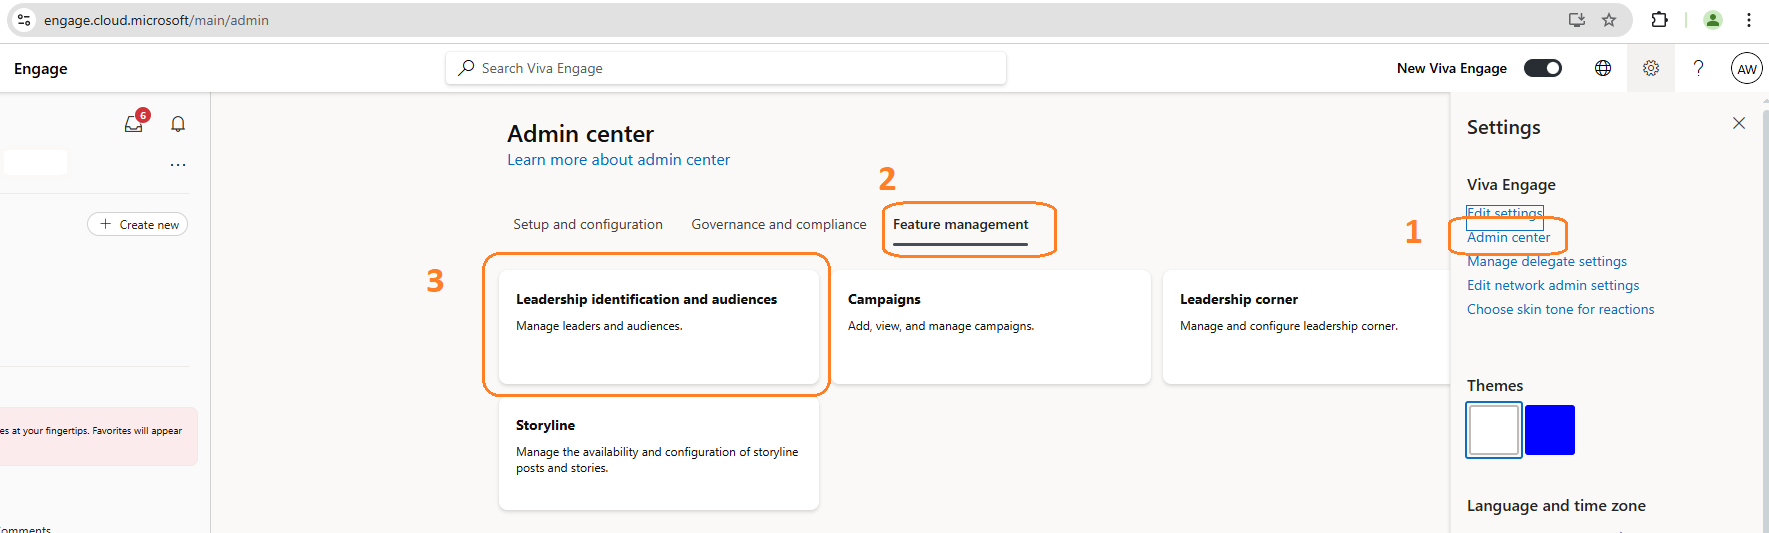 engage.cloud.microsoft/main/admin
Engage
Search Viva Engage
New Viva Engage
?
AW
6
...
+ Create new
es at your fingertips. Favorites will appear
omments
Admin center
Learn more about admin center
2
Setup and configuration
Governance and compliance
Feature management
3
Leadership identification and audiences
Manage leaders and audiences.
Campaigns
Add, view, and manage campaigns.
Leadership corner
Manage and configure leadership corner.
Storyline
Manage the availability and configuration of storyline
posts and stories.
Settings
Viva Engage
Edit settings
1
Admin center
Manage delegate settings
Edit network admin settings
Choose skin tone for reactions
Themes
Language and time zone